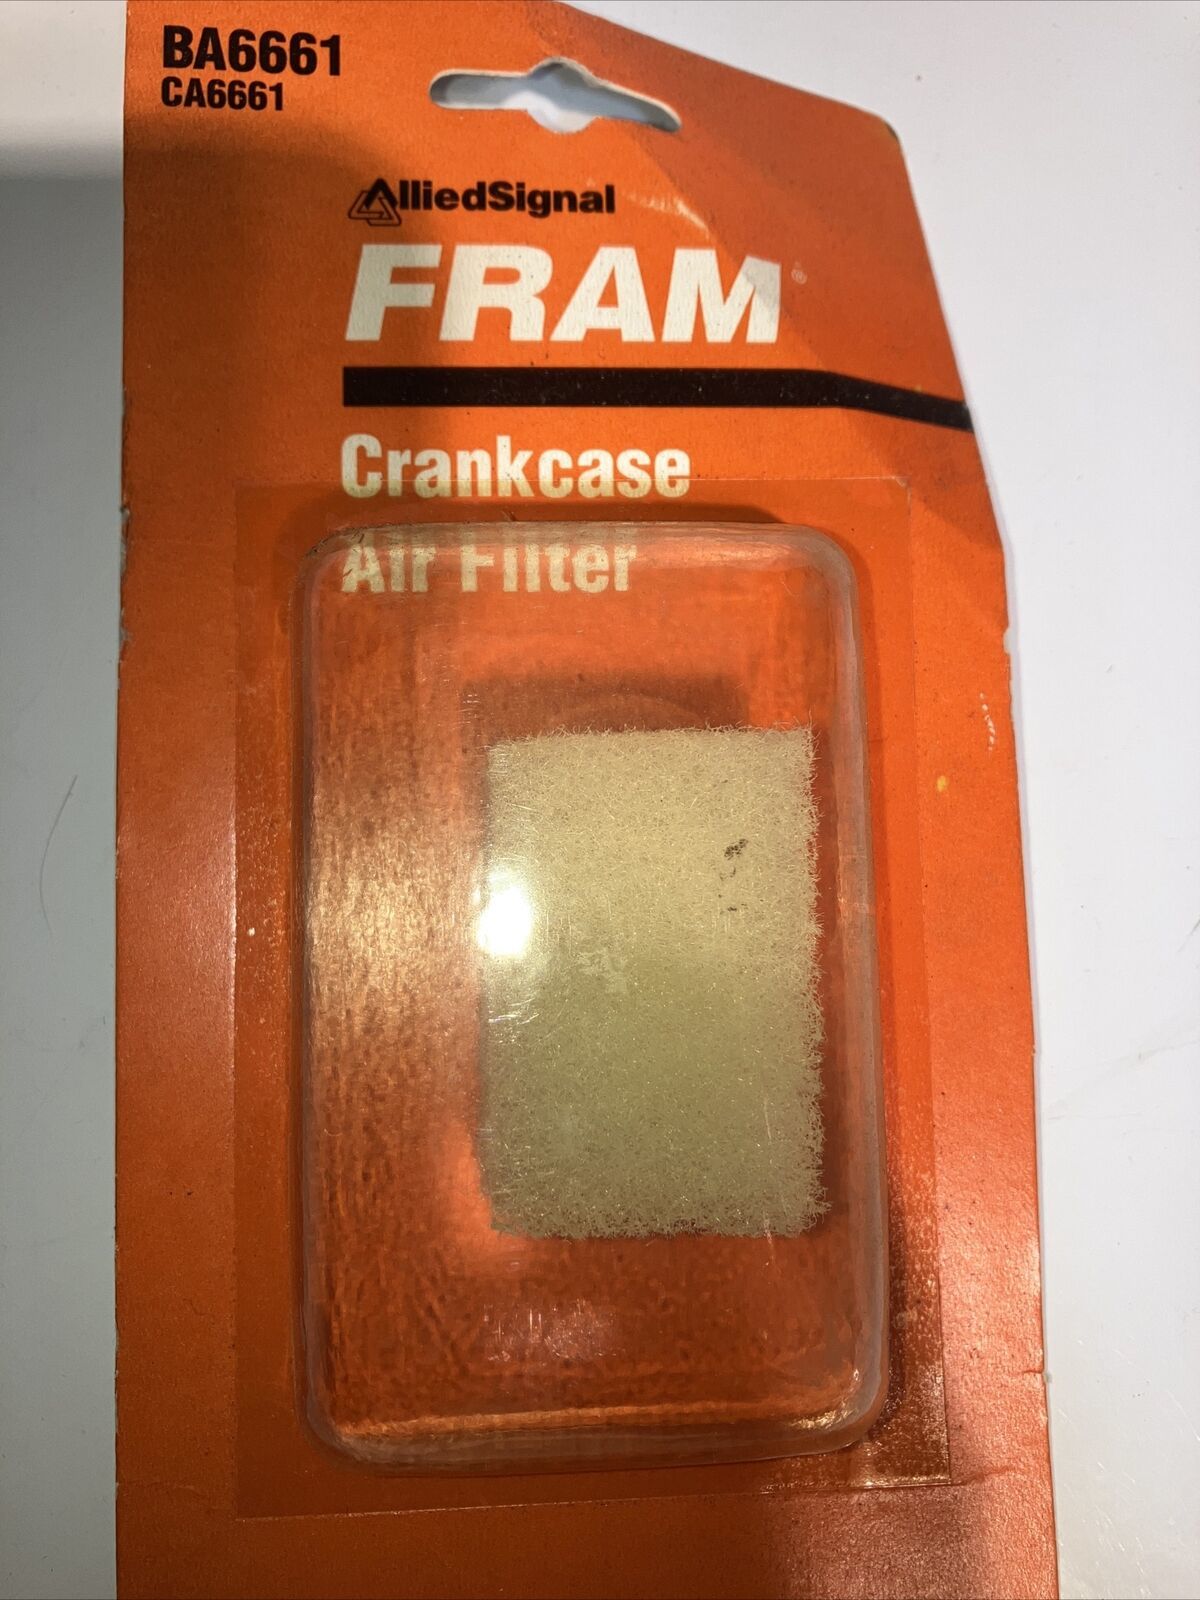 BA6661
CA6661
AlliedSignal
FRAM®
Crankcase
Air Filter